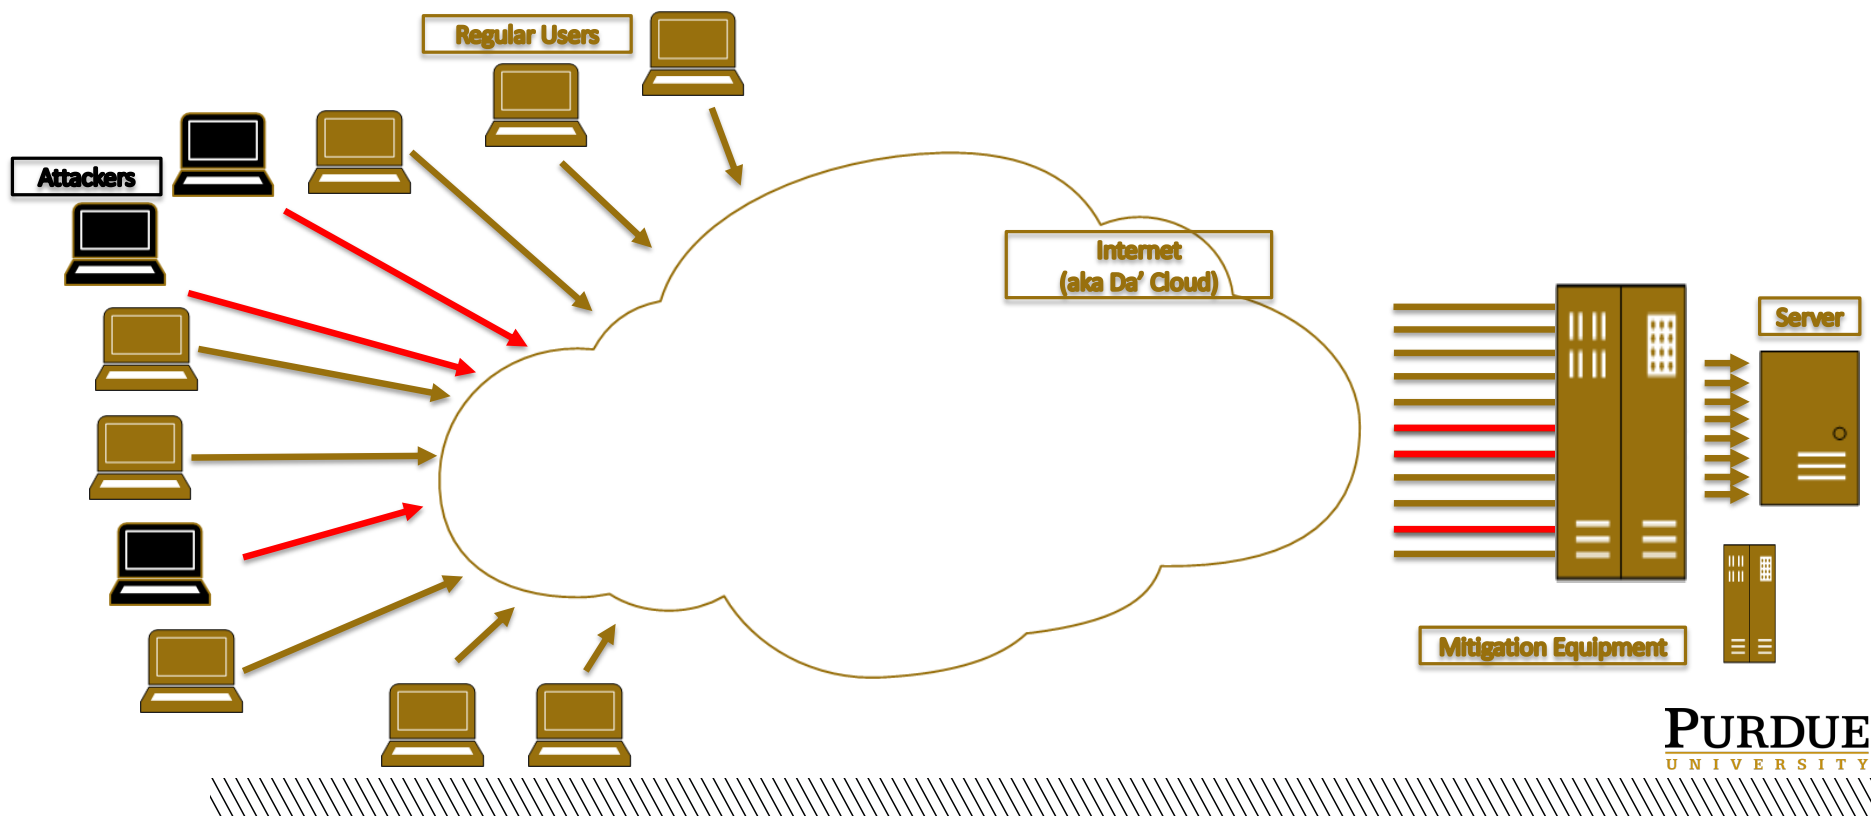 Regular Users
Attackers
Internet
(aka Da' Cloud)
Server
Mitigation Equipment
PURDUE
UNIVERSITY